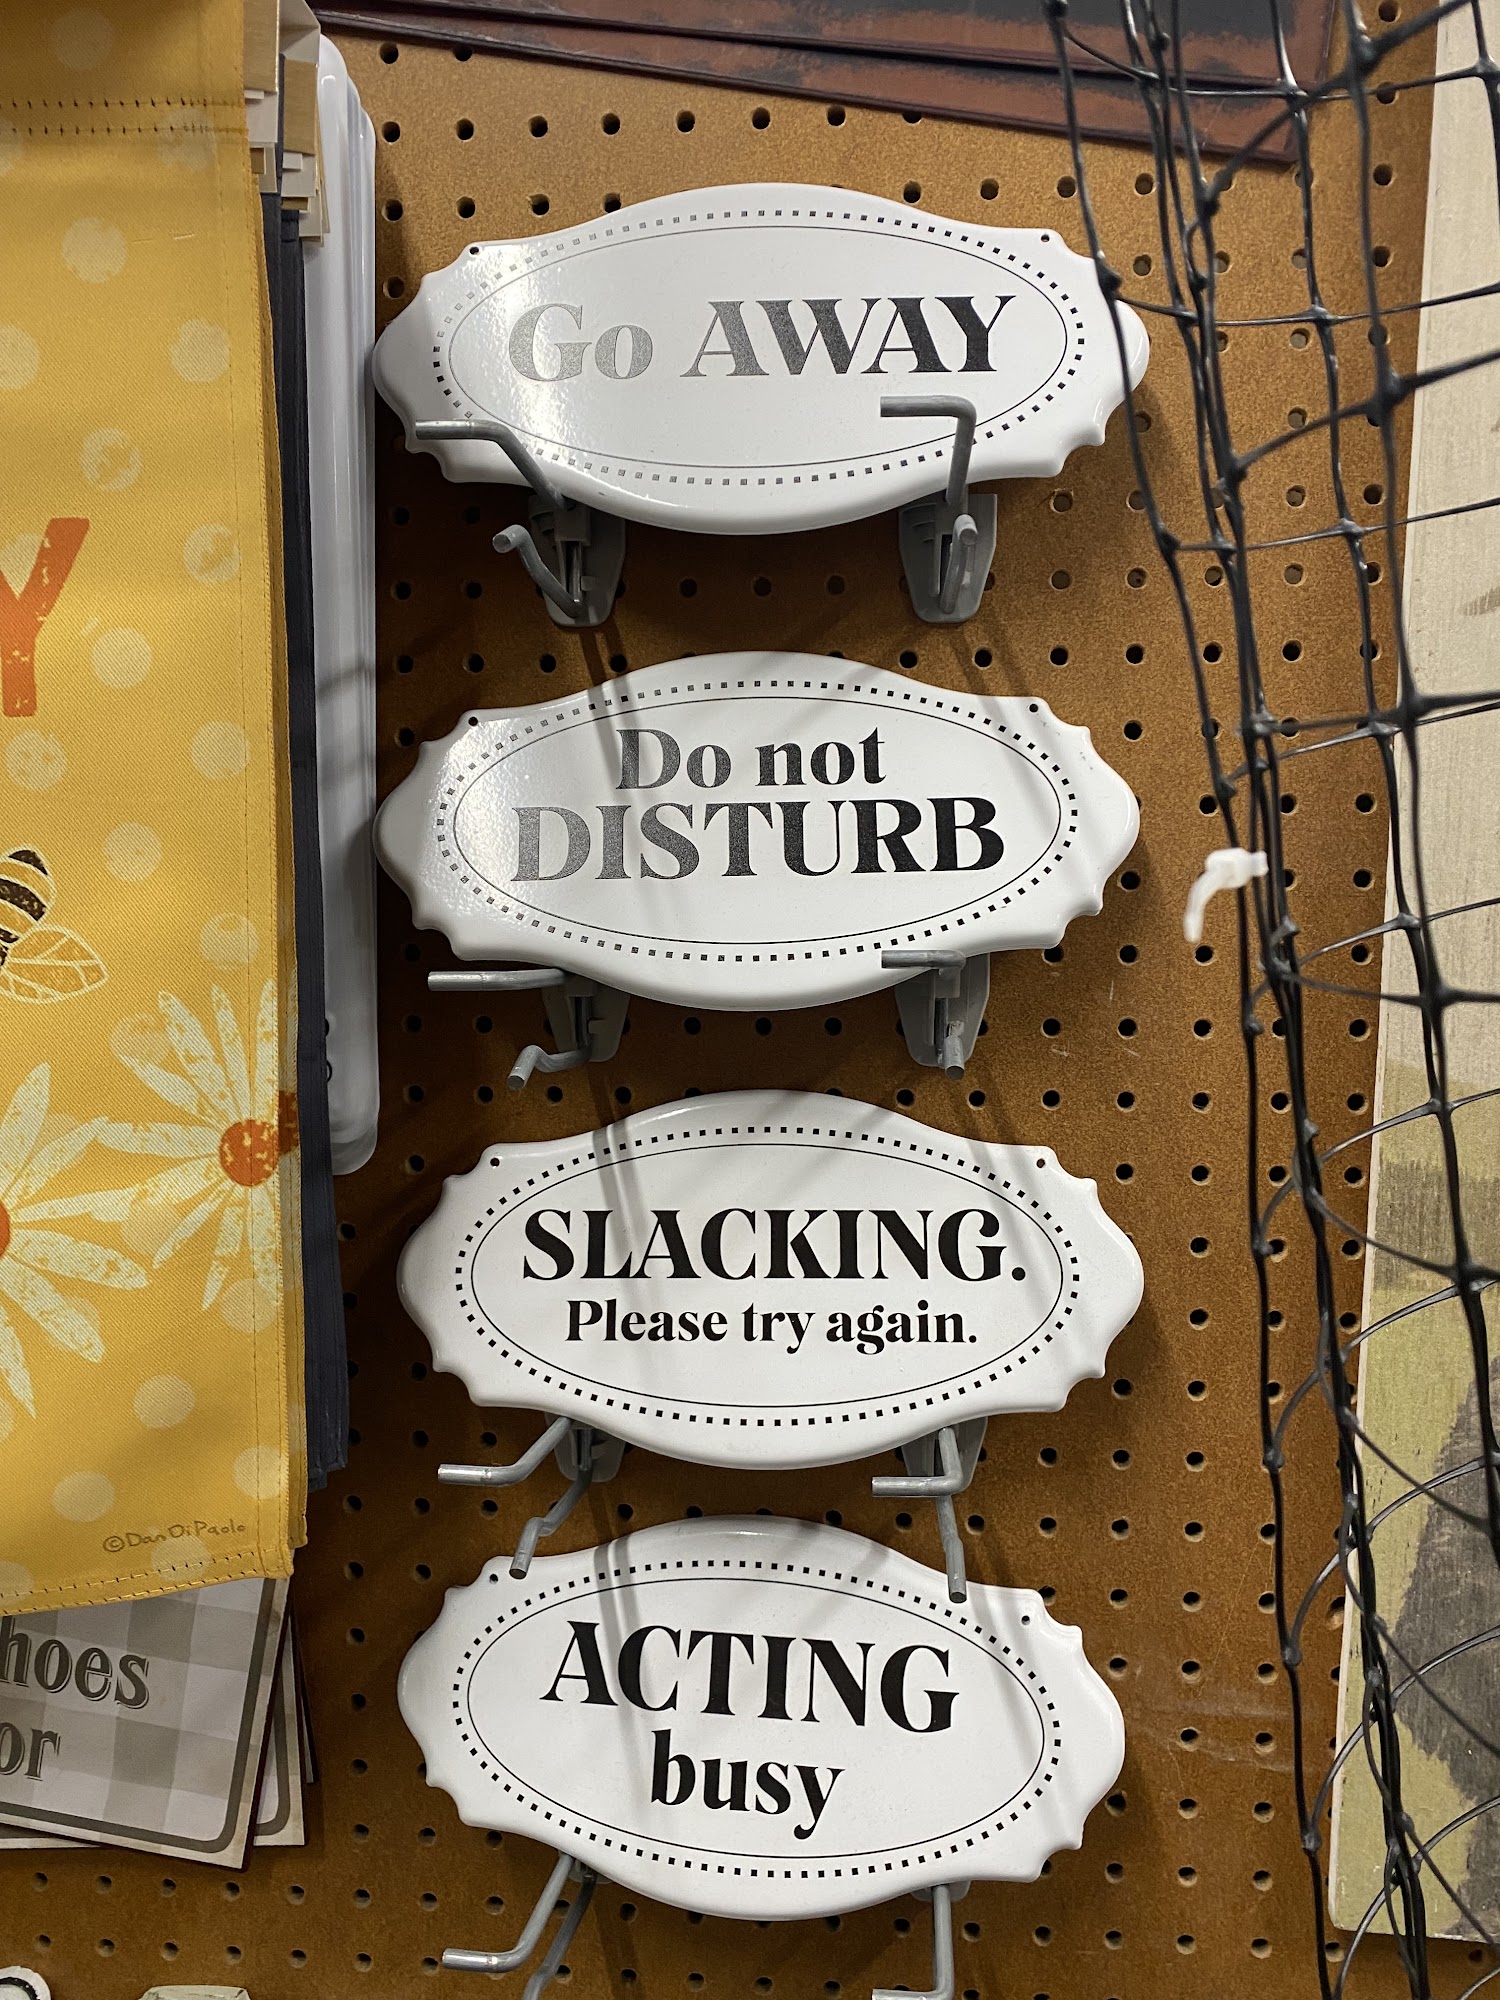 Go AWAY
Do not
DISTURB
SLACKING.
Please try again.
ACTING
busy
Y
©Dan DiPaolo
hoes
or